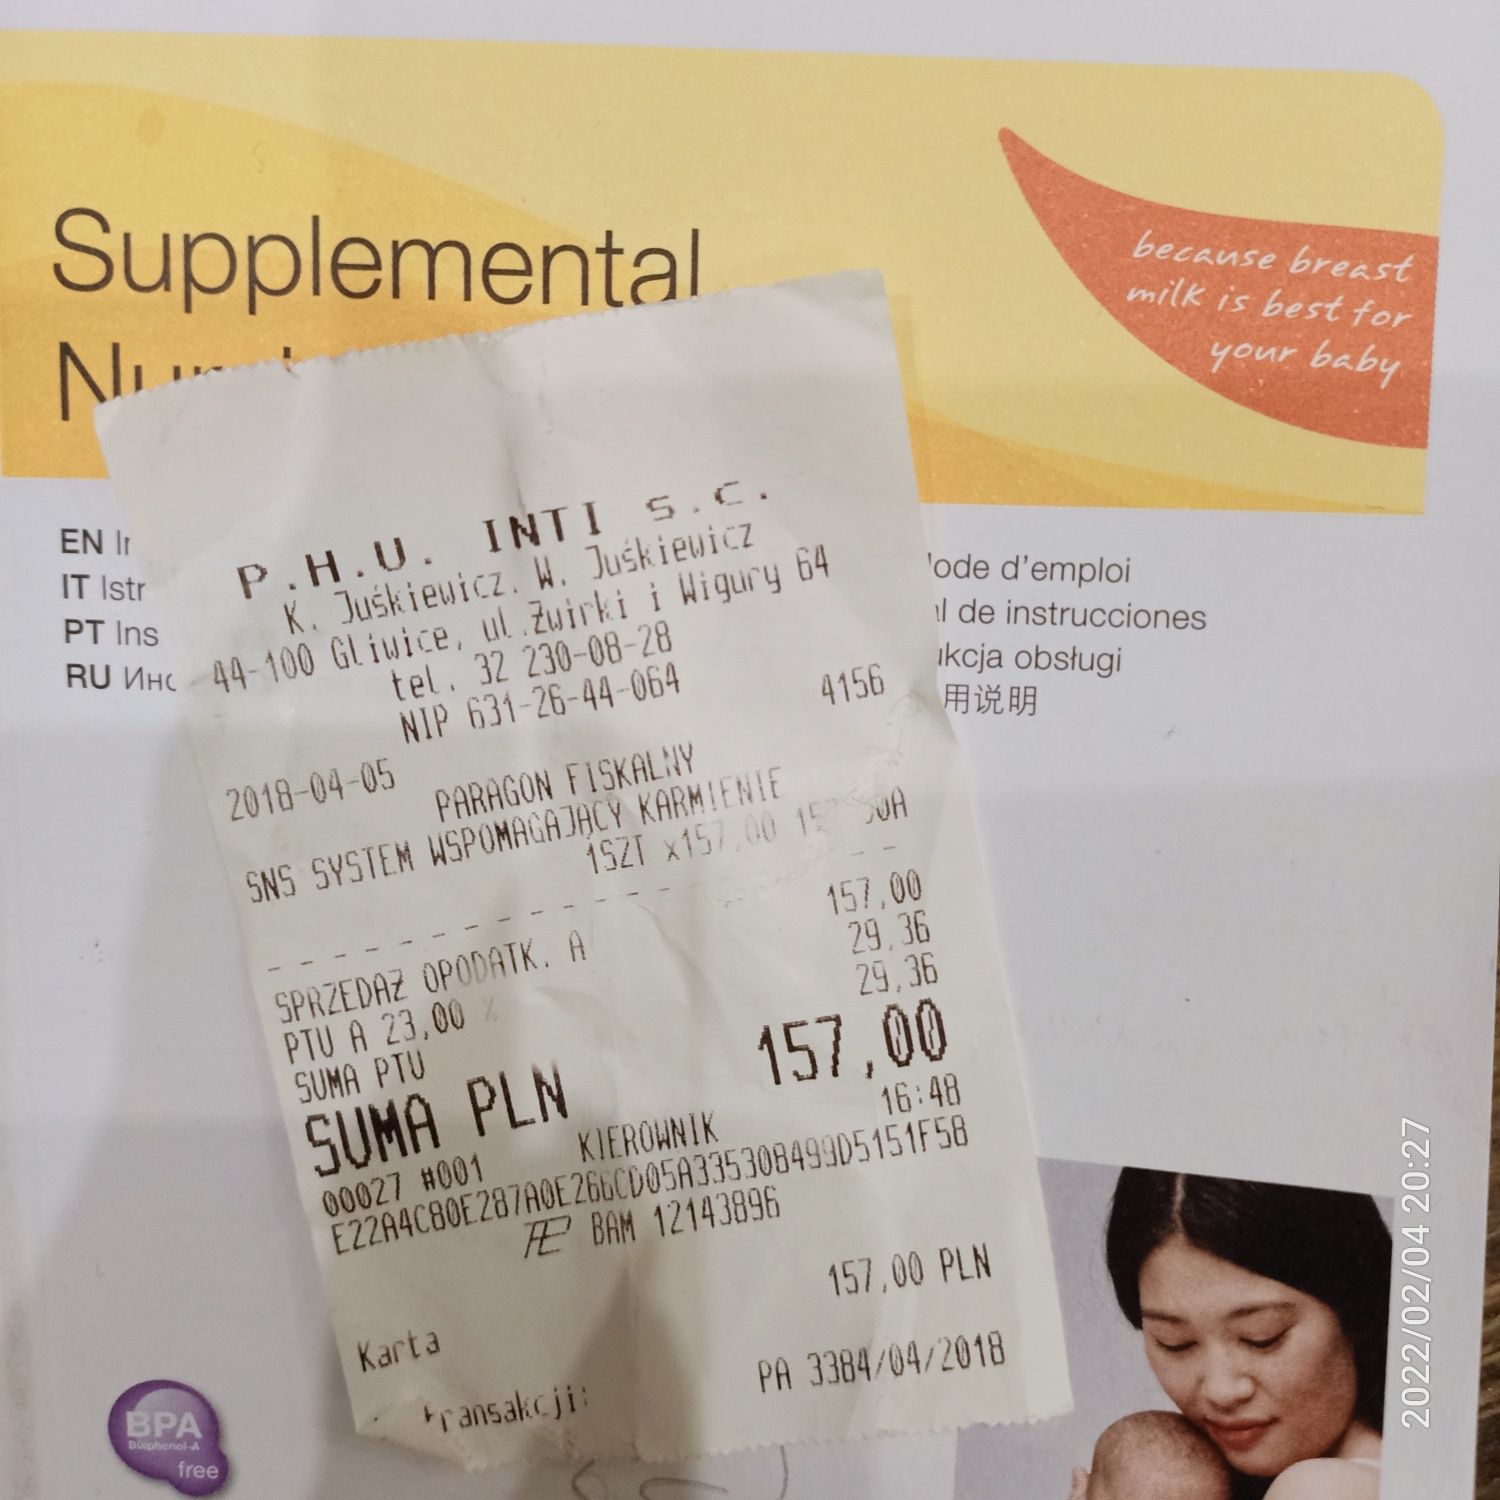 Supplemental
because breast
milk is best for
your baby
EN
IT
PT
RU
d'emploi
de instrucciones
obsługi
用说明
P.H.U. INTI s.c.
K. Juśkiewicz, W. Juśkiewicz
44-100 Gliwice, ul.Żwirki i Wigury 64
tel. 32 230-08-28
NIP 631-26-44-064
4156
2018-04-05
PARAGON FISKALNY
SNS SYSTEM WSPOMAGAJĄCY KARMIENIE
1SZT x157,00
SPRZEDAŻ OPODATK. A 157,00
PTU A 23,00 % 29,36
SUMA PTU 29,36
SUMA PLN 157,00
00027 #001 KIEROWNIK 16:48
E22A4C80E287A0E266CD05A335308499D5151F5B
BAM 12143896
157,00 PLN
Karta
PA 3384/04/2018
transakcji:
BPA
Bisphenol-A
free
2022/02/04 20:27